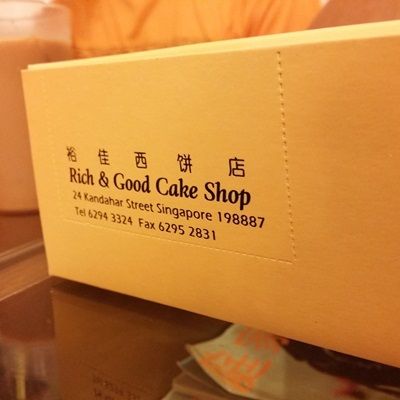 裕佳西饼店
Rich & Good Cake Shop
24 Kandahar Street Singapore 198887
Tel 6294 3324 Fax 6295 2831